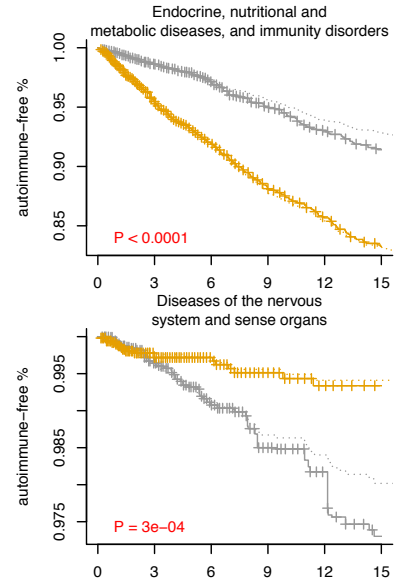 Endocrine, nutritional and
metabolic diseases, and immunity disorders
autoimmune−free %
1.00
0.95
0.90
0.85
P < 0.0001
0 3 6 9 12 15
Diseases of the nervous
system and sense organs
autoimmune−free %
0.995
0.985
0.975
P = 3e−04
0 3 6 9 12 15